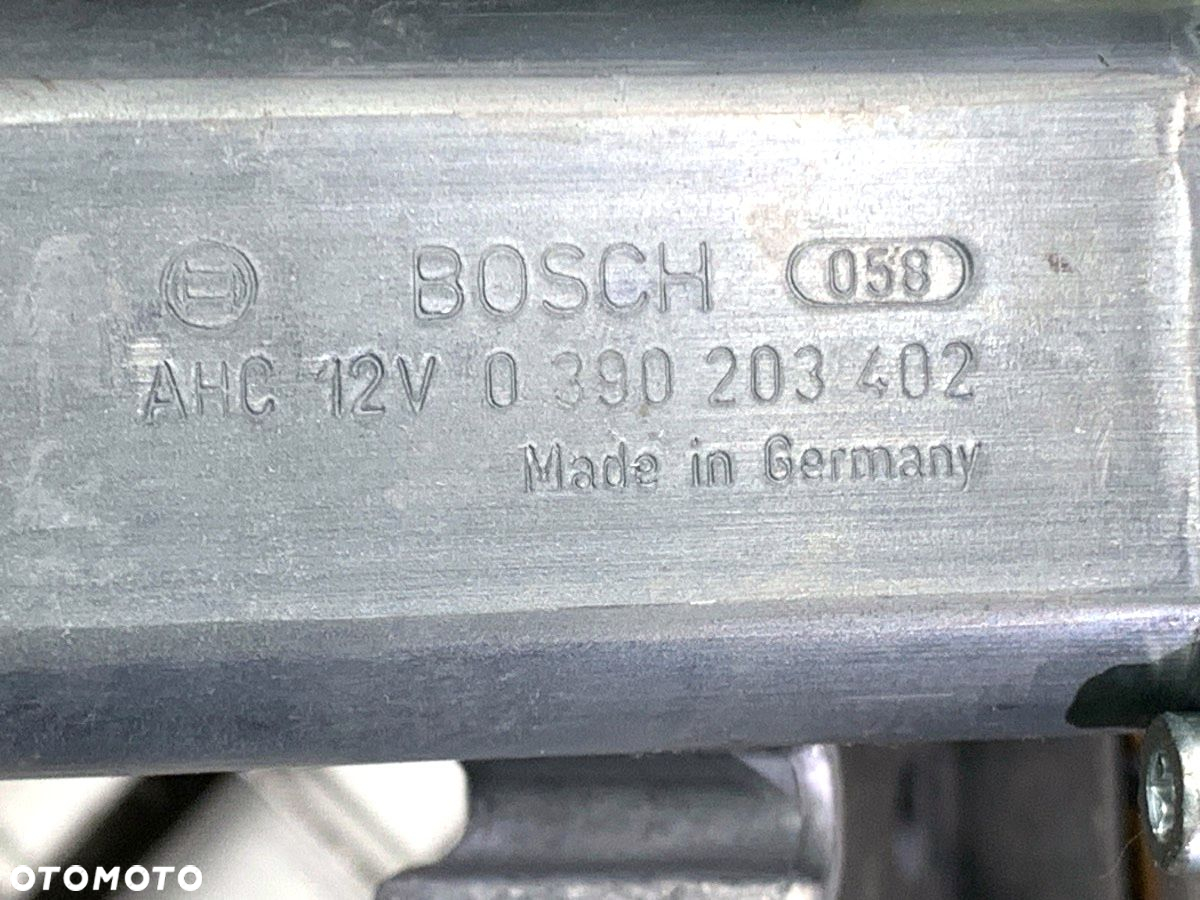 BOSCH 058
AHC 12V 0 390 203 402
Made in Germany
OTOMOTO